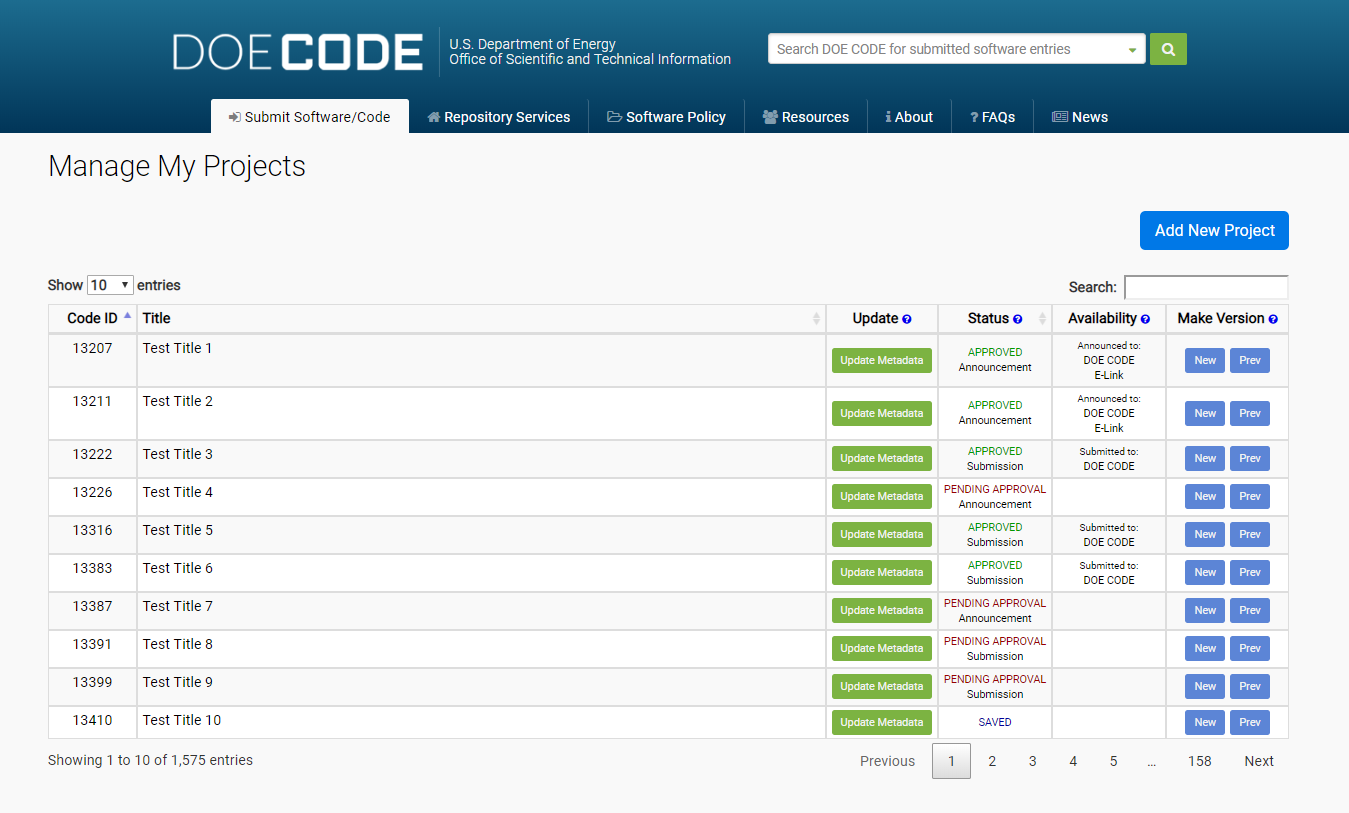 DOE CODE
U.S. Department of Energy
Office of Scientific and Technical Information
Search DOE CODE for submitted software entries
Submit Software/Code
Repository Services
Software Policy
Resources
About
? FAQs
News
Manage My Projects
Add New Project
Show 10 entries
Search:
Code ID Title Update ? Status ? Availability ? Make Version ?
13207 Test Title 1 Update Metadata APPROVED Announcement Announced to: DOE CODE E-Link New Prev
13211 Test Title 2 Update Metadata APPROVED Announcement Announced to: DOE CODE E-Link New Prev
13222 Test Title 3 Update Metadata APPROVED Submission Submitted to: DOE CODE New Prev
13226 Test Title 4 Update Metadata PENDING APPROVAL Announcement New Prev
13316 Test Title 5 Update Metadata APPROVED Submission Submitted to: DOE CODE New Prev
13383 Test Title 6 Update Metadata APPROVED Submission Submitted to: DOE CODE New Prev
13387 Test Title 7 Update Metadata PENDING APPROVAL Announcement New Prev
13391 Test Title 8 Update Metadata PENDING APPROVAL Submission New Prev
13399 Test Title 9 Update Metadata PENDING APPROVAL Submission New Prev
13410 Test Title 10 Update Metadata SAVED New Prev
Showing 1 to 10 of 1,575 entries
Previous 1 2 3 4 5 … 158 Next